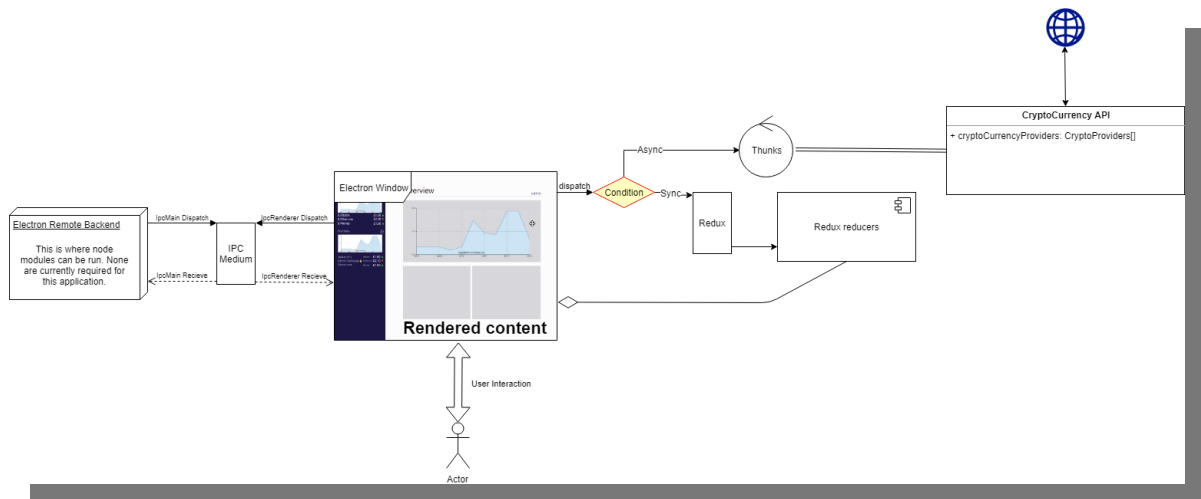 CryptoCurrency API
+ cryptoCurrencyProviders: CryptoProviders[]
Async
Thunks
Electron Window
Overview
dispatch
Condition
Sync
Redux
Redux reducers
Electron Remote Backend
This is where node
modules can be run. None
are currently required for
this application.
IpcMain Dispatch
IpcRenderer Dispatch
IPC
Medium
IpcMain Recieve
IpcRenderer Recieve
Rendered content
User Interaction
Actor